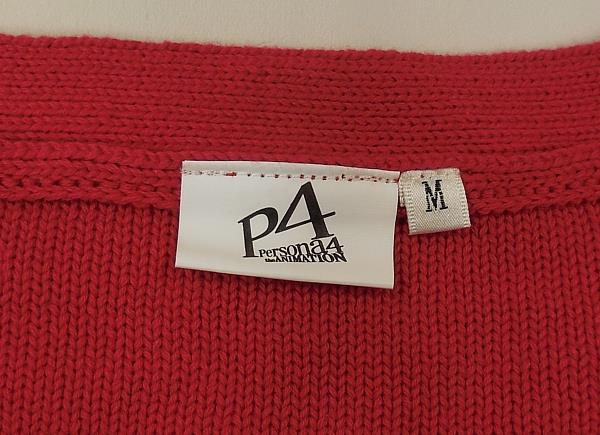 P4
Persona4
the ANIMATION
M